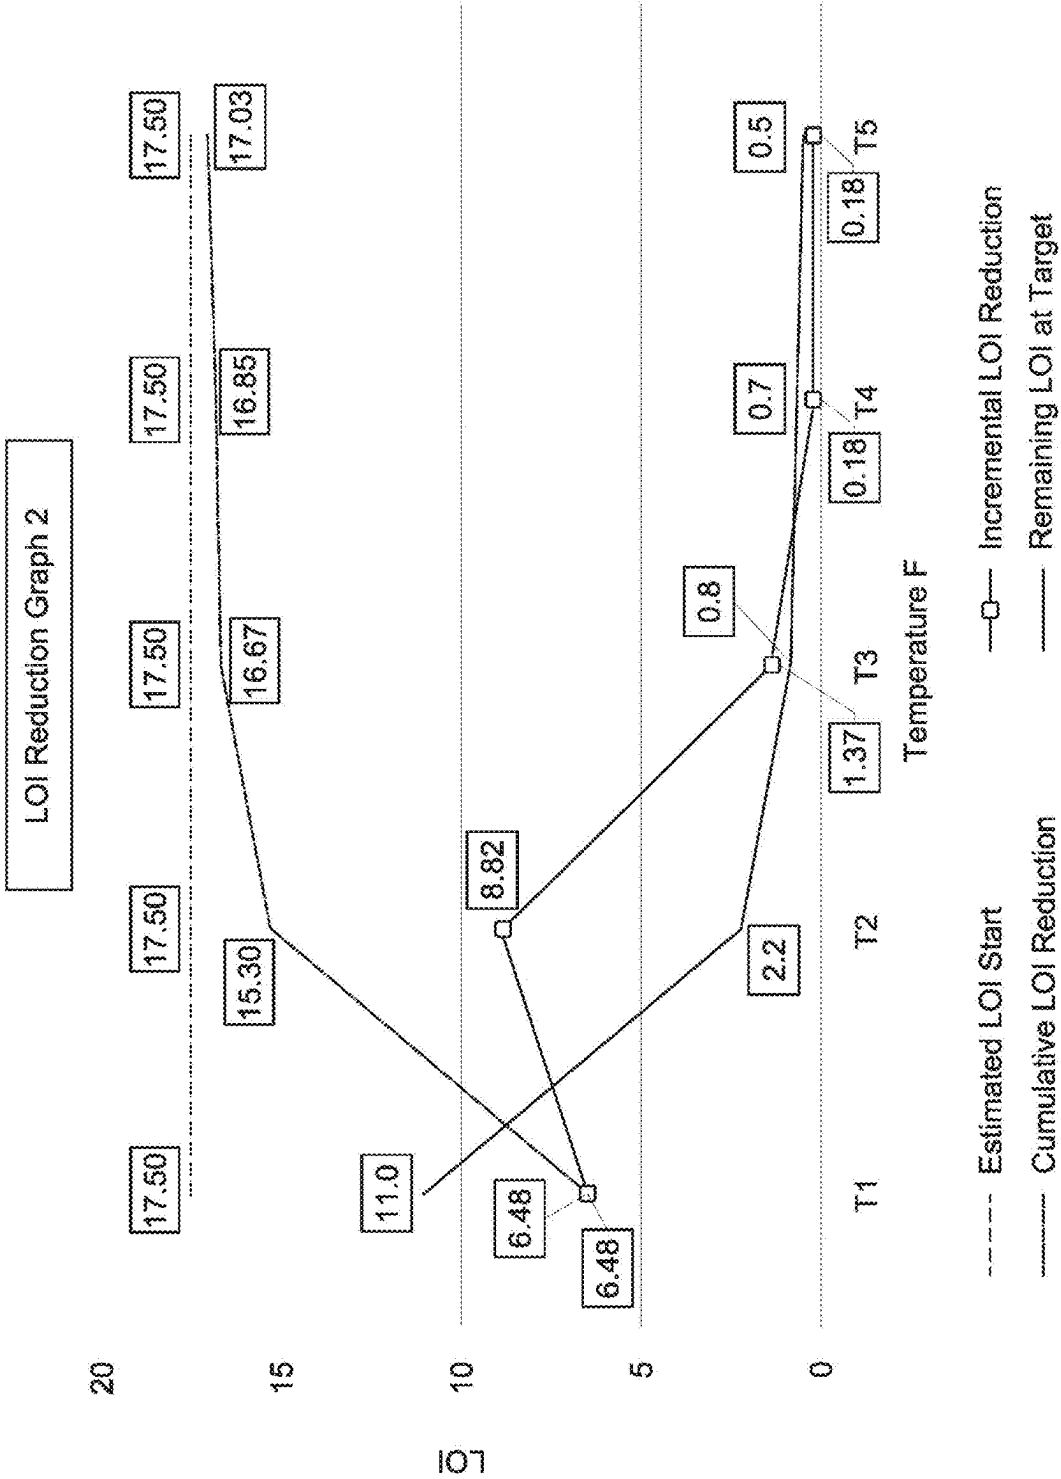 LOI Reduction Graph 2
20
15
10
5
0
LOI
17.50
17.50
17.50
17.50
17.50
15.30
16.67
16.85
17.03
11.0
6.48
6.48
8.82
2.2
0.8
1.37
0.7
0.18
0.5
0.18
T1
T2
T3
T4
T5
Temperature F
Estimated LOI Start
Incremental LOI Reduction
Cumulative LOI Reduction
Remaining LOI at Target